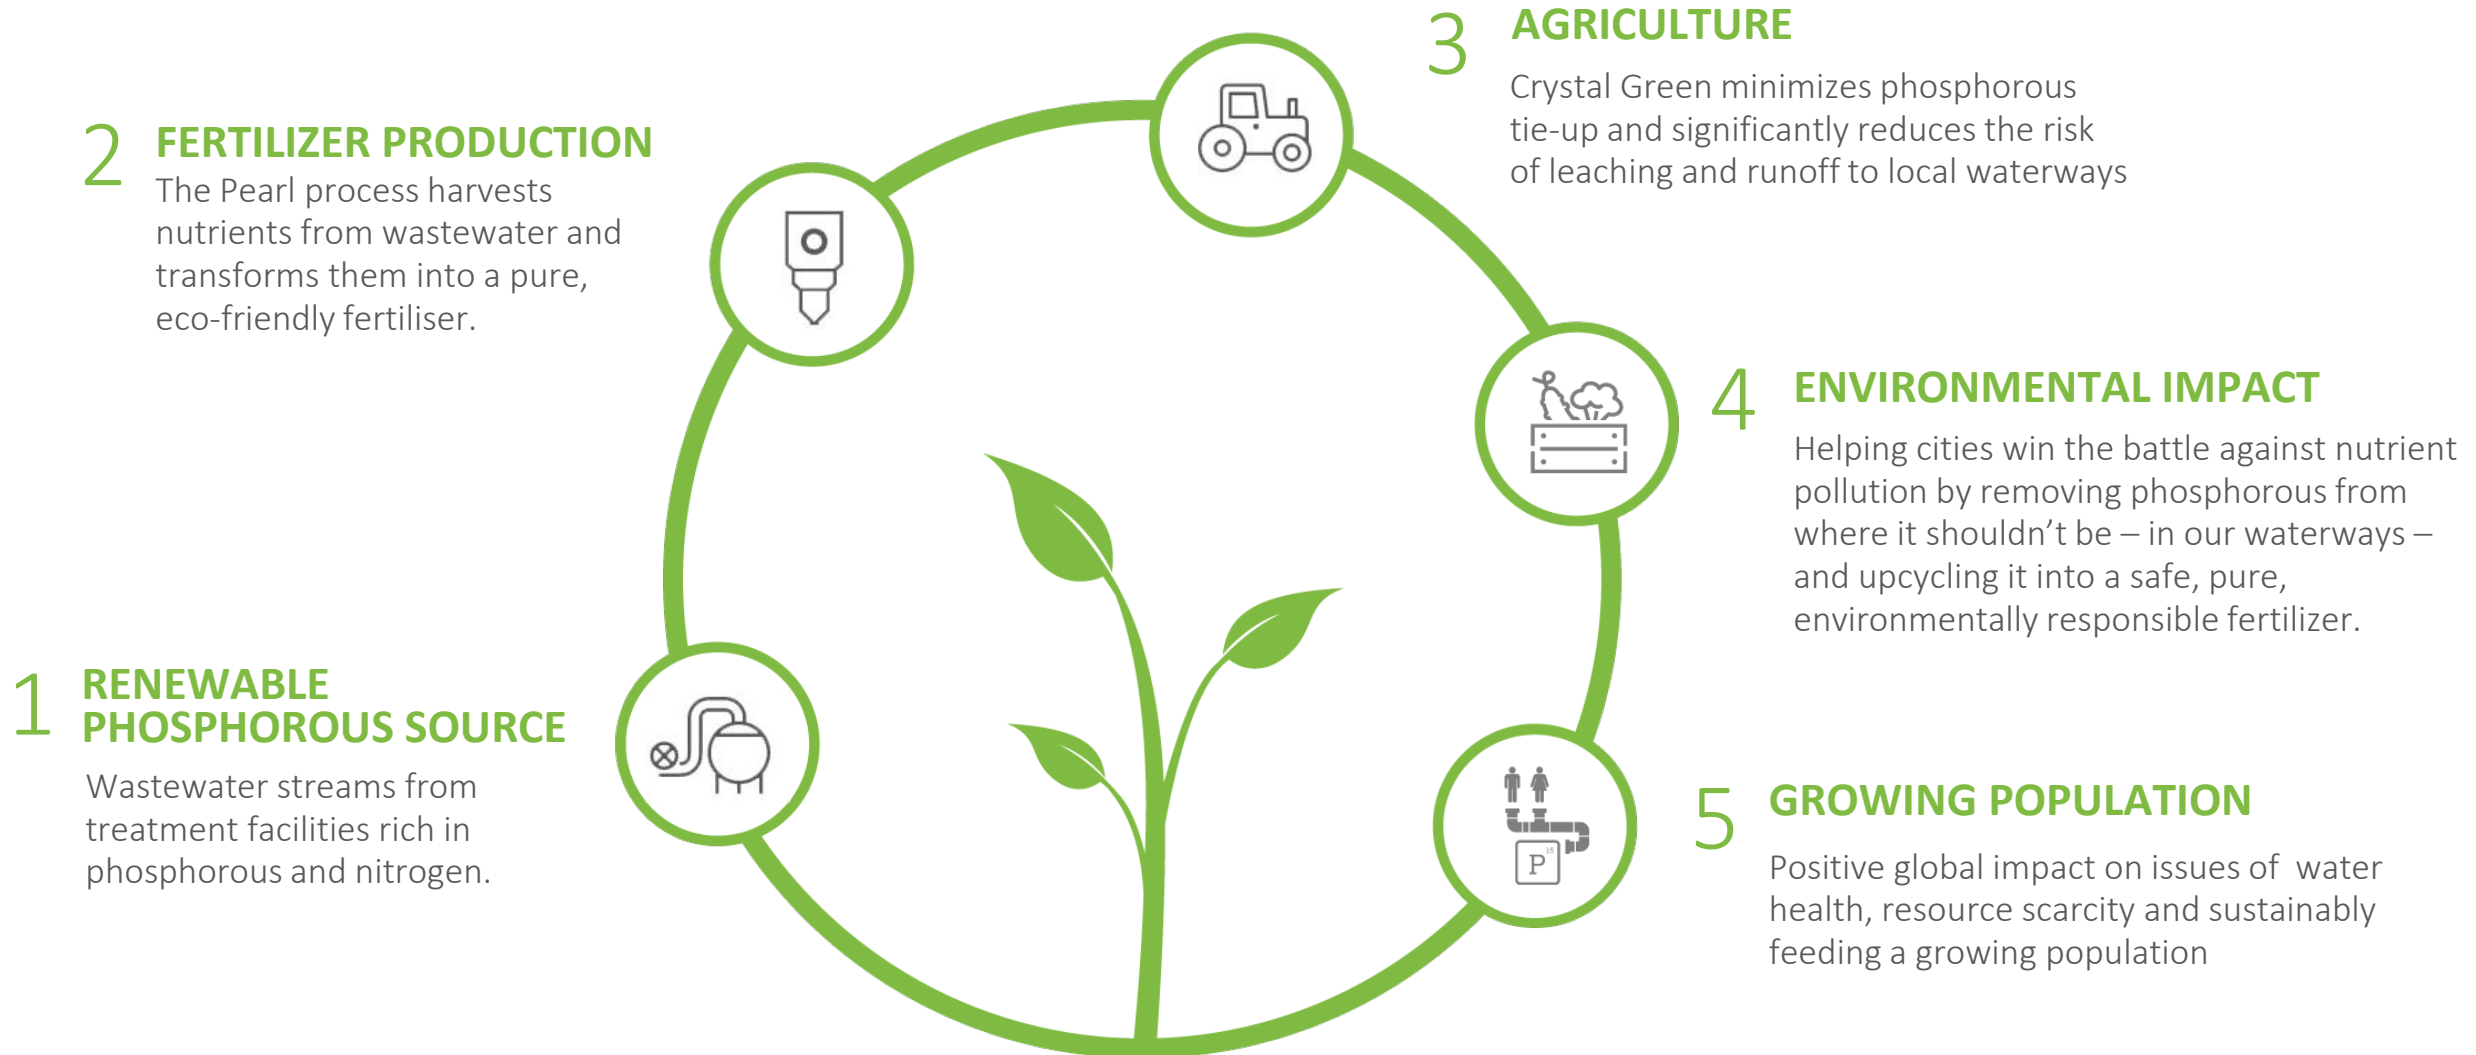 1
RENEWABLE
PHOSPHOROUS SOURCE
Wastewater streams from
treatment facilities rich in
phosphorous and nitrogen.
2
FERTILIZER PRODUCTION
The Pearl process harvests
nutrients from wastewater and
transforms them into a pure,
eco-friendly fertiliser.
3
AGRICULTURE
Crystal Green minimizes phosphorous
tie-up and significantly reduces the risk
of leaching and runoff to local waterways
4
ENVIRONMENTAL IMPACT
Helping cities win the battle against nutrient
pollution by removing phosphorous from
where it shouldn’t be – in our waterways –
and upcycling it into a safe, pure,
environmentally responsible fertilizer.
5
GROWING POPULATION
Positive global impact on issues of  water
health, resource scarcity and sustainably
feeding a growing population
15
P